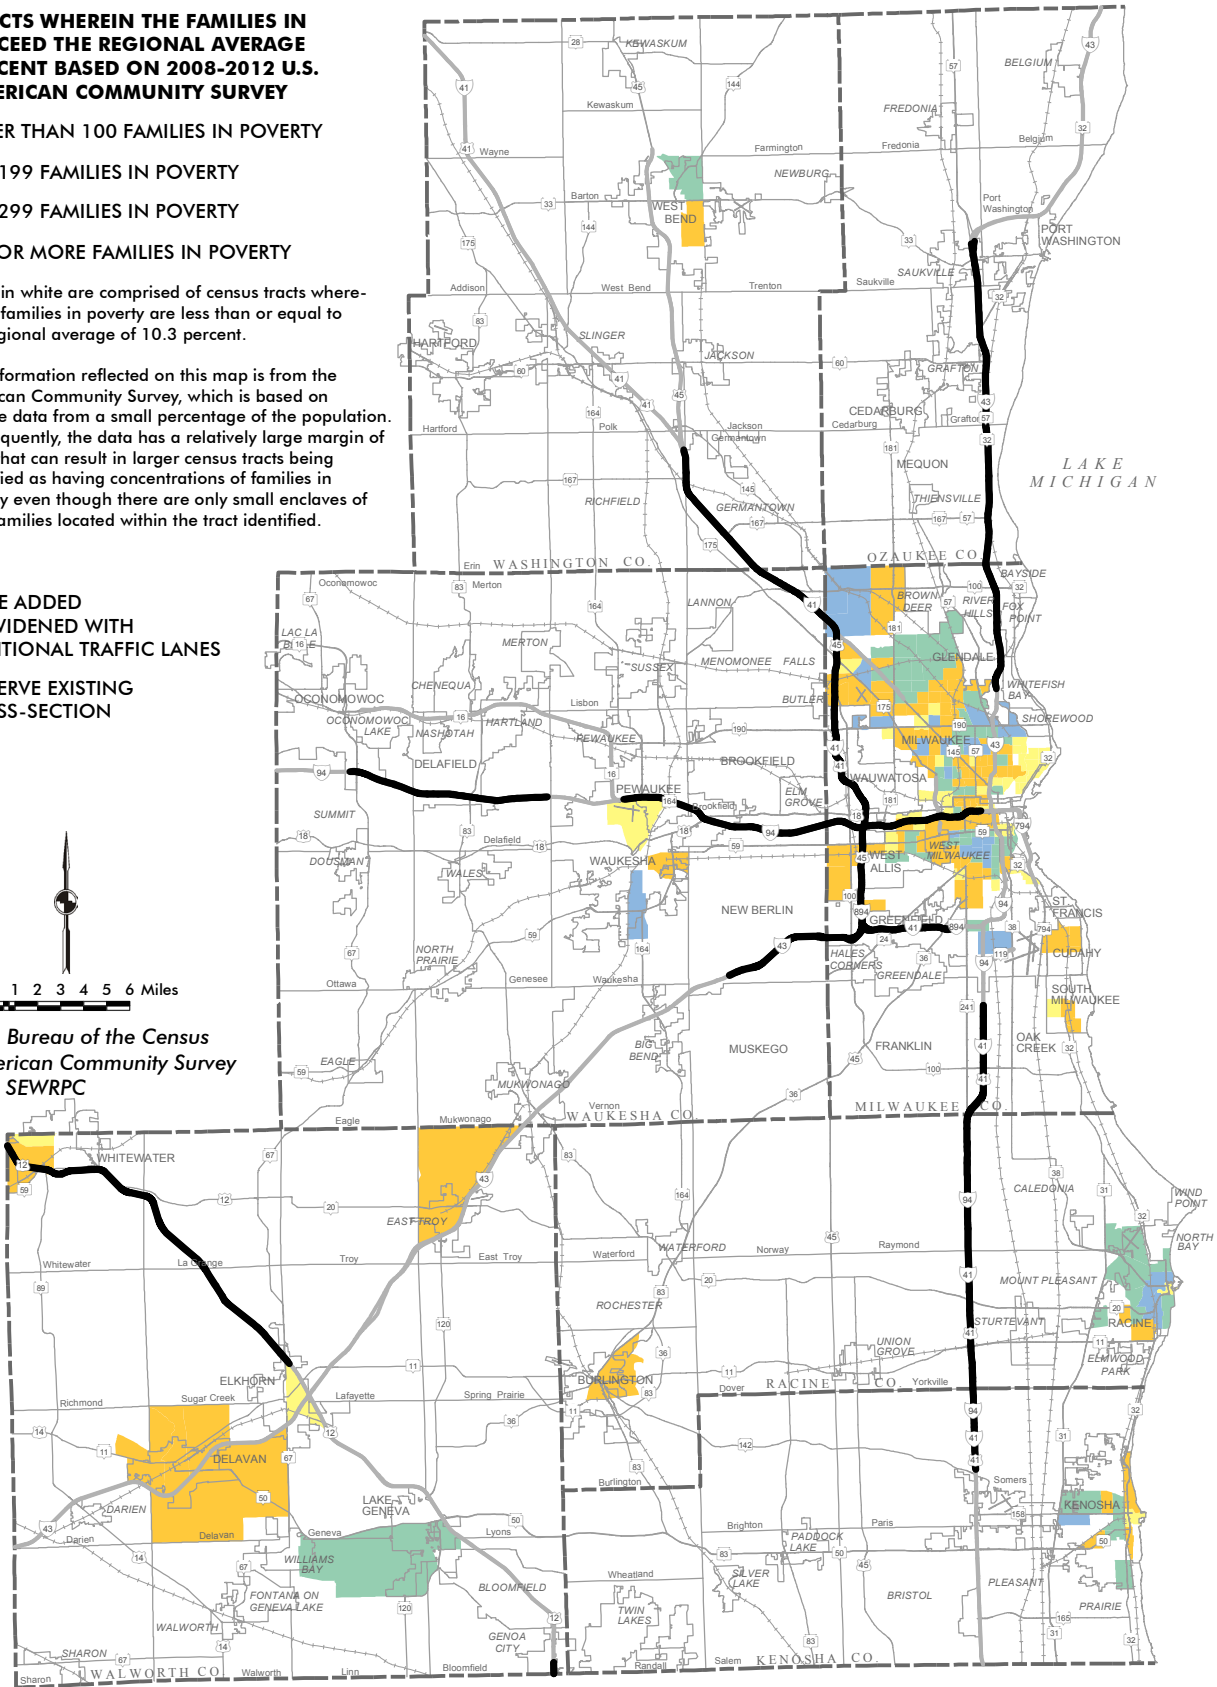 CTS WHEREIN THE FAMILIES IN
CEED THE REGIONAL AVERAGE
CENT BASED ON 2008-2012 U.S.
ERICAN COMMUNITY SURVEY
ER THAN 100 FAMILIES IN POVERTY
199 FAMILIES IN POVERTY
299 FAMILIES IN POVERTY
OR MORE FAMILIES IN POVERTY
in white are comprised of census tracts where-
families in poverty are less than or equal to
gional average of 10.3 percent.
formation reflected on this map is from the
can Community Survey, which is based on
e data from a small percentage of the population.
quently, the data has a relatively large margin of
hat can result in larger census tracts being
ied as having concentrations of families in
y even though there are only small enclaves of
amilies located within the tract identified.
E ADDED
VIDENED WITH
ITIONAL TRAFFIC LANES
ERVE EXISTING
SS-SECTION
1 2 3 4 5 6 Miles
Bureau of the Census
erican Community Survey
SEWRPC
KEWASKUM
Kewaskum
BELGIUM
FREDONIA
Wayne
Farmington
Fredonia
Belgium
NEWBURG
Barton
WEST
BEND
Port
Washington
PORT
WASHINGTON
SAUKVILLE
Addison
West Bend
Trenton
Saukville
SLINGER
HARTFORD
JACKSON
GRAFTON
CEDARBURG
Hartford
Polk
Jackson
Germantown
Cedarburg
Grafton
MEQUON
LAKE
MICHIGAN
RICHFIELD
GERMANTOWN
THIENSVILLE
Erin
WASHINGTON CO.
OZAUKEE CO.
Oconomowoc
Merton
BAYSIDE
LANNON
BROWN
DEER
RIVER
HILLS
FOX
POINT
LAC LA
MERTON
SUSSEX
MENOMONEE FALLS
GLENDALE
CHENEQUA
OCONOMOWOC
BUTLER
WHITEFISH
BAY
OCONOMOWOC
LAKE
NASHOTAH
HARTLAND
Lisbon
PEWAUKEE
SHOREWOOD
MILWAUKEE
DELAFIELD
BROOKFIELD
WAUWATOSA
PEWAUKEE
ELM
GROVE
Brookfield
SUMMIT
Delafield
DOUSMAN
WALES
WAUKESHA
WEST
MILWAUKEE
WEST
ALLIS
NEW BERLIN
ST.
FRANCIS
GREENFIELD
NORTH
PRAIRIE
HALES
CORNERS
GREENDALE
CUDAHY
Ottawa
Genesee
Waukesha
SOUTH
MILWAUKEE
EAGLE
BIG
BEND
MUSKEGO
FRANKLIN
OAK
CREEK
MUKWONAGO
Eagle
Mukwonago
Vernon
WAUKESHA CO.
MILWAUKEE CO.
WHITEWATER
CALEDONIA
WIND
POINT
NORTH
BAY
EAST TROY
Whitewater
La Grange
Troy
East Troy
Waterford
WATERFORD
Norway
Raymond
MOUNT PLEASANT
ROCHESTER
STURTEVANT
RACINE
UNION
GROVE
ELMWOOD
PARK
ELKHORN
BURLINGTON
Dover
RACINE CO.
Yorkville
Richmond
Sugar Creek
Lafayette
Spring Prairie
DELAVAN
Burlington
Somers
LAKE
GENEVA
KENOSHA
DARIEN
Darien
Delavan
Geneva
Lyons
Brighton
Paris
PADDOCK
LAKE
WILLIAMS
BAY
FONTANA ON
GENEVA LAKE
BLOOMFIELD
Wheatland
SILVER
LAKE
BRISTOL
PLEASANT
PRAIRIE
TWIN
LAKES
WALWORTH
GENOA
CITY
SHARON
Sharon
WALWORTH CO.
Walworth
Linn
Bloomfield
Randall
Salem
KENOSHA CO.